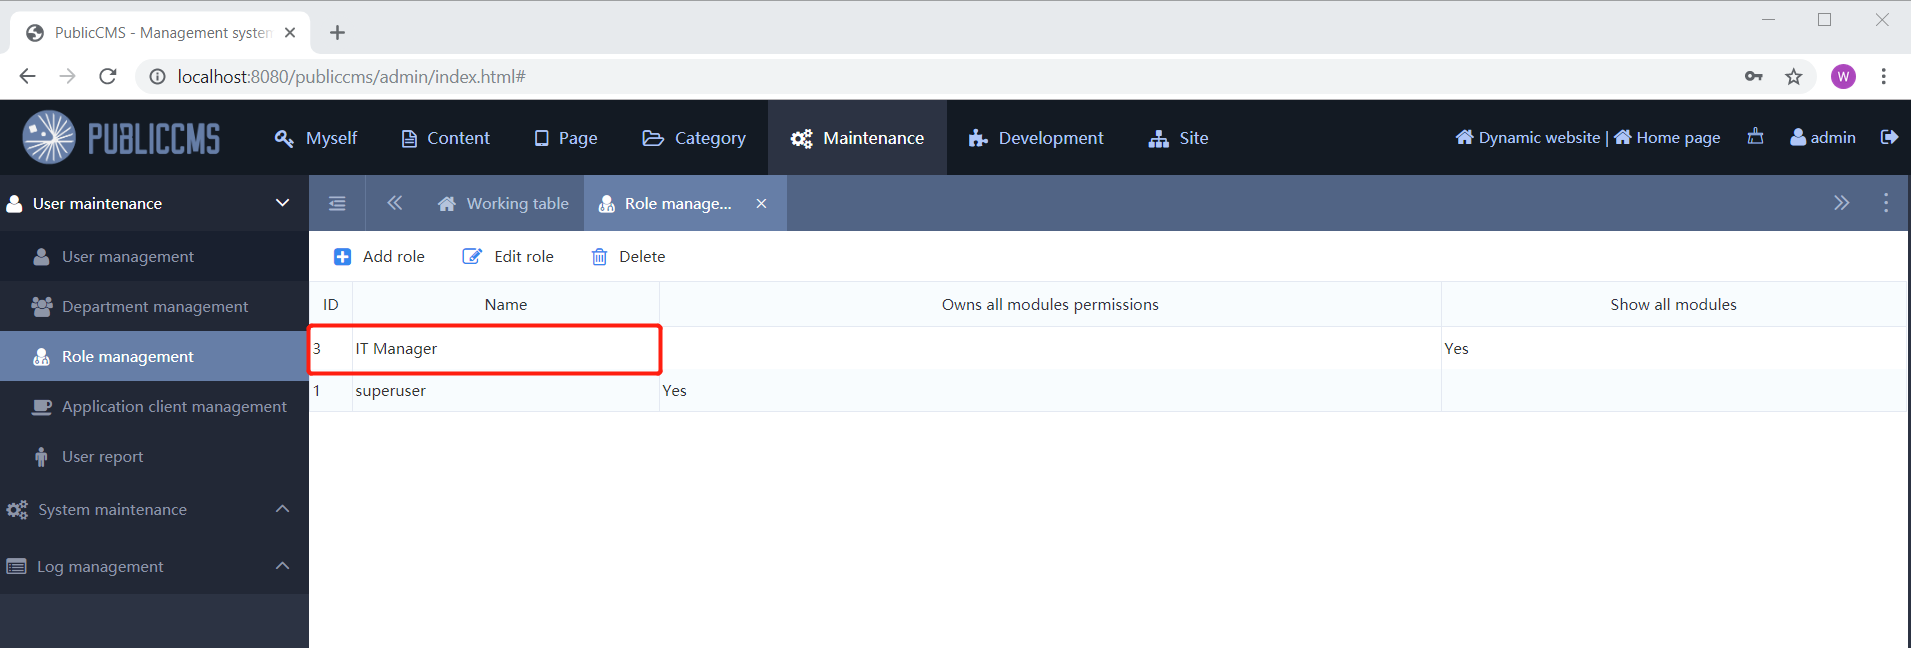 PublicCMS - Management system
localhost:8080/publiccms/admin/index.html#
W
PUBLICCMS Myself Content Page Category Maintenance Development Site Dynamic website | Home page admin
User maintenance Working table Role manage...
User management Add role Edit role Delete
Department management ID Name Owns all modules permissions Show all modules
Role management 3 IT Manager Yes
1 superuser Yes
Application client management
User report
System maintenance
Log management